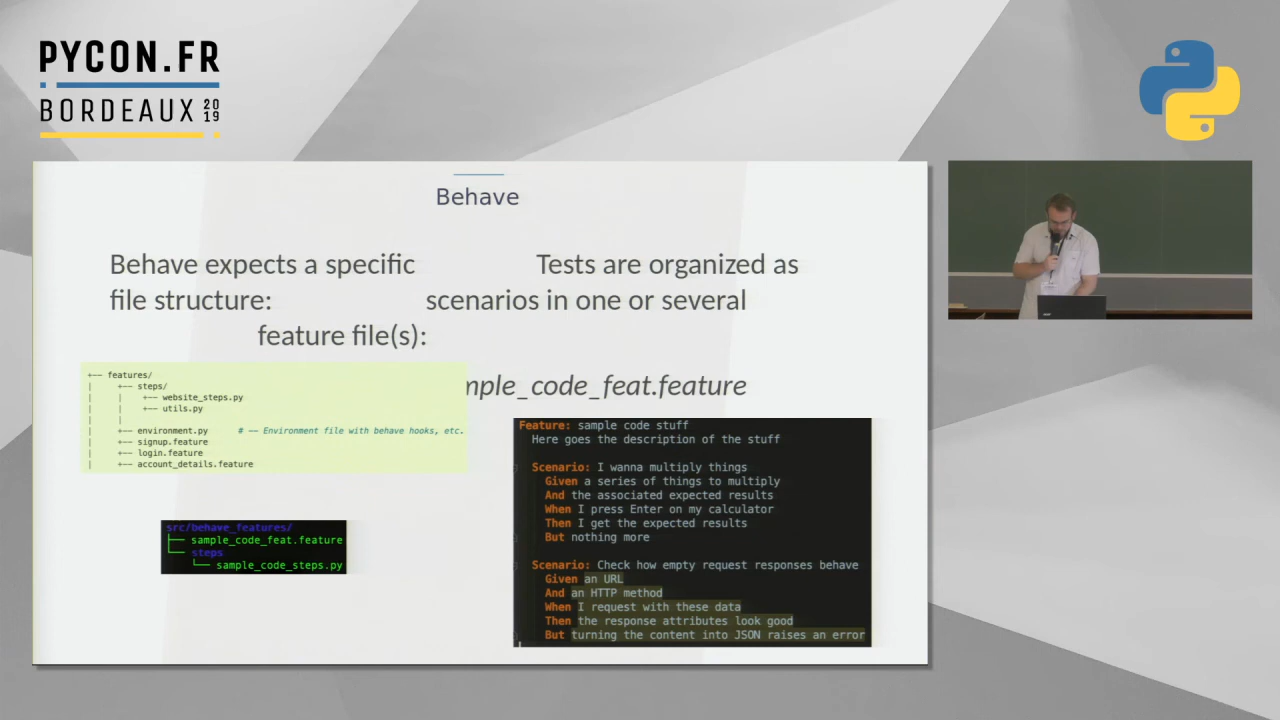 PYCON.FR
BORDEAUX 2019
Behave
Behave expects a specific Tests are organized as
file structure: scenarios in one or several
feature file(s):
mple_code_feat.feature
+-- features/
| +-- steps/
| | +-- website_steps.py
| | +-- utils.py
| |
| +-- environment.py # -- Environment file with behave hooks, etc.
| +-- signup.feature
| +-- login.feature
| +-- account_details.feature
src/behave_features/
├── sample_code_feat.feature
└── steps
└── sample_code_steps.py
Feature: sample code stuff
Here goes the description of the stuff
Scenario: I wanna multiply things
Given a series of things to multiply
And the associated expected results
When I press Enter on my calculator
Then I get the expected results
But nothing more
Scenario: Check how empty request responses behave
Given an URL
And an HTTP method
When I request with these data
Then the response attributes look good
But turning the content into JSON raises an error